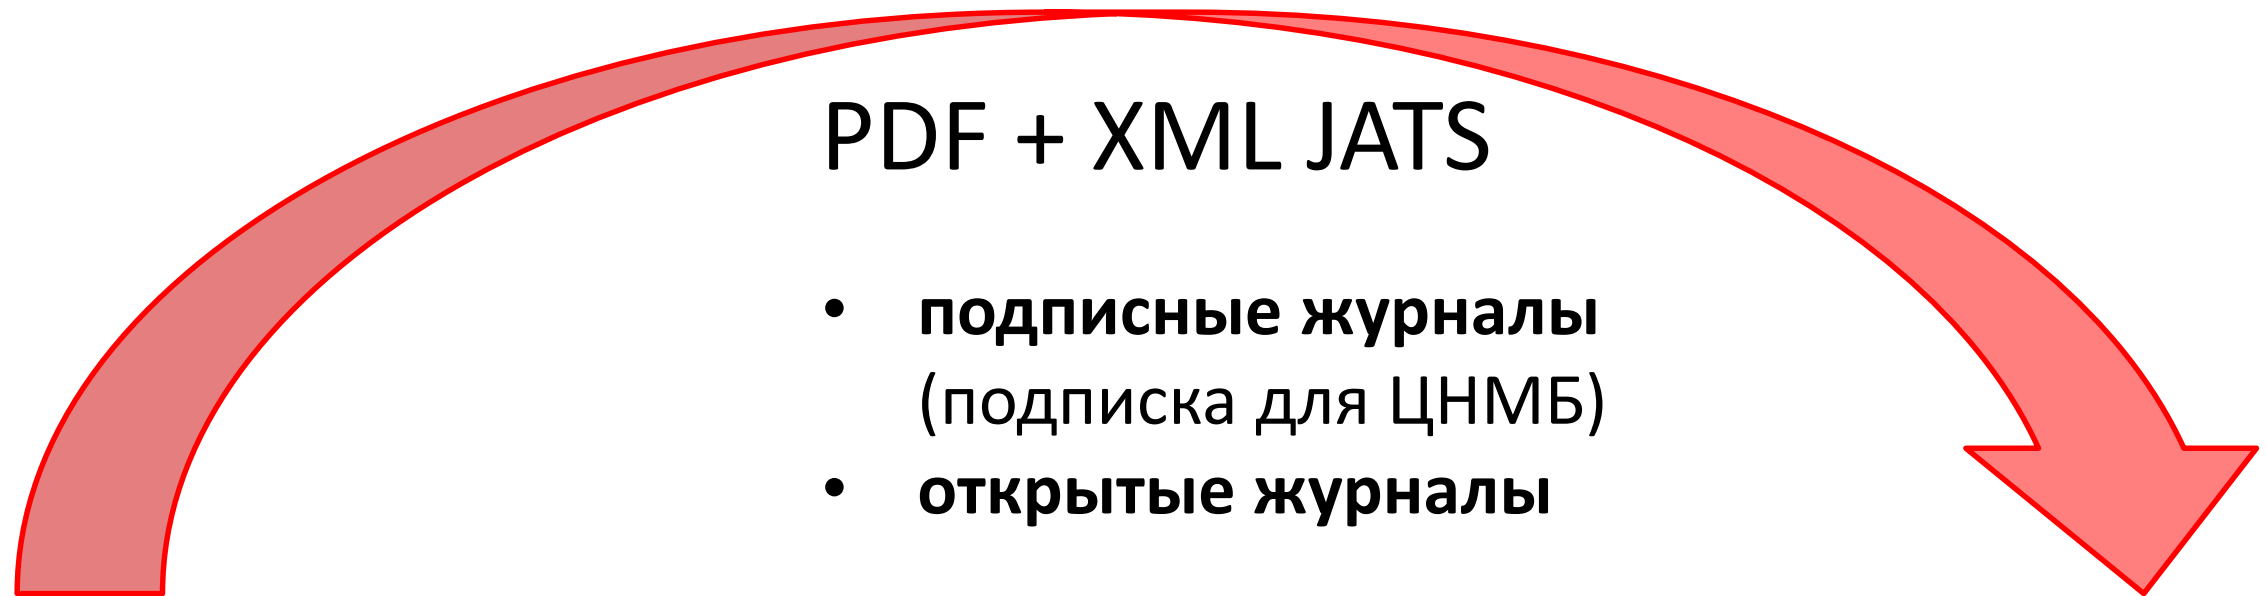 PDF + XML JATS
• подписные журналы
(подписка для ЦНМБ)
• открытые журналы